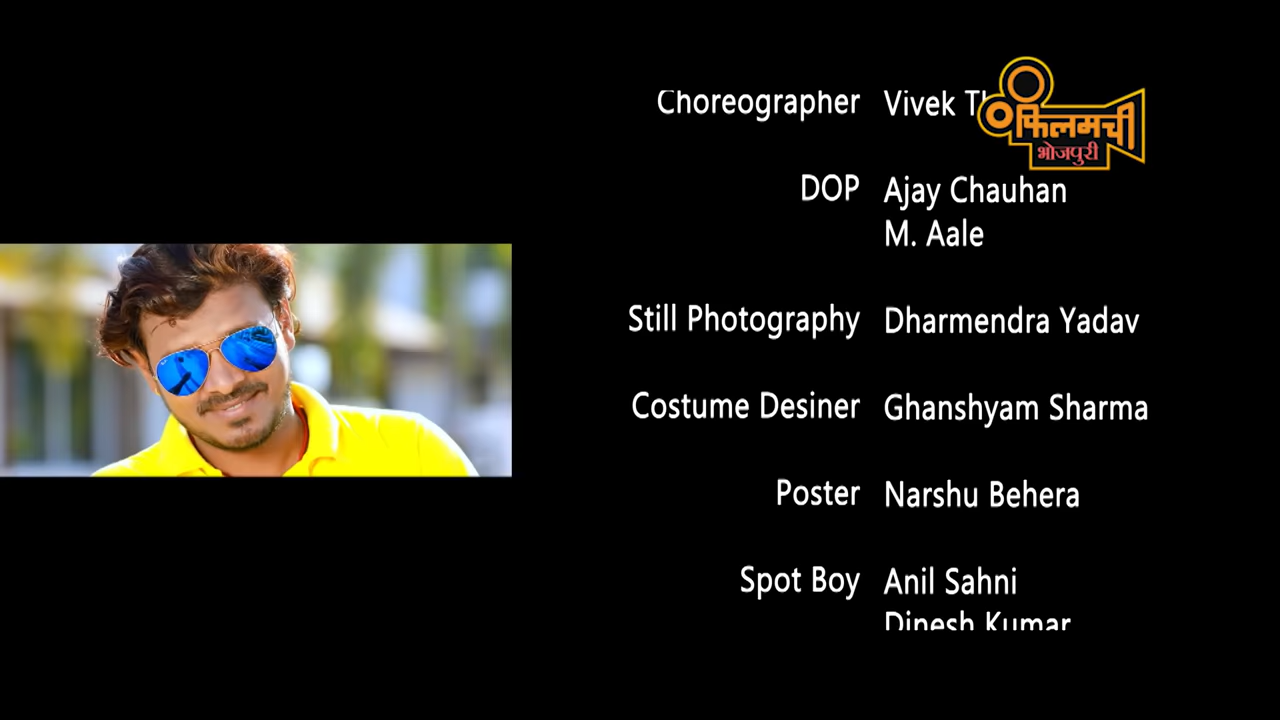 Choreographer Vivek
फिलमची
भोजपुरी
DOP Ajay Chauhan
M. Aale
Still Photography Dharmendra Yadav
Costume Desiner Ghanshyam Sharma
Poster Narshu Behera
Spot Boy Anil Sahni
Dinesh Kumar